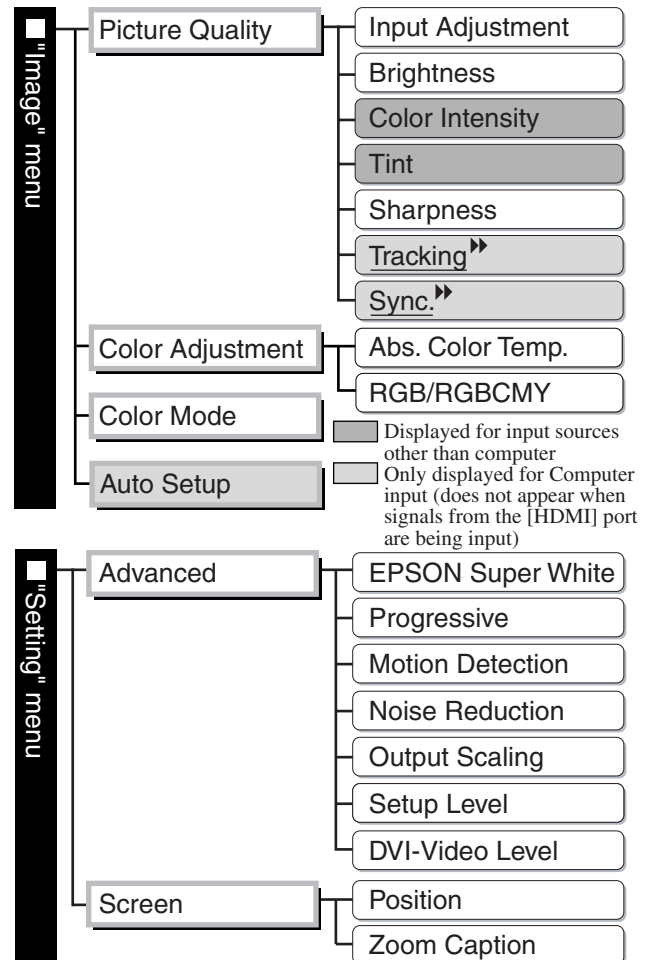 "Image" menu
Picture Quality
Input Adjustment
Brightness
Color Intensity
Tint
Sharpness
Tracking
Sync.
Color Adjustment
Abs. Color Temp.
RGB/RGBCMY
Color Mode
Auto Setup
Displayed for input sources
other than computer
Only displayed for Computer
input (does not appear when
signals from the [HDMI] port
are being input)
"Setting" menu
Advanced
EPSON Super White
Progressive
Motion Detection
Noise Reduction
Output Scaling
Setup Level
DVI-Video Level
Screen
Position
Zoom Caption